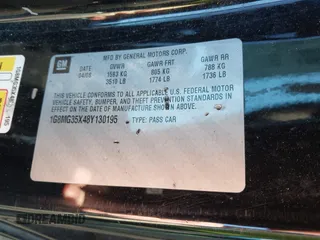 GM
MFD BY GENERAL MOTORS CORP.
DATE GVWR GAWR FRT GAWR RR
04/08 1593 KG 805 KG 788 KG
3510 LB 1774 LB 1736 LB
THIS VEHICLE CONFORMS TO ALL APPLICABLE U.S. FEDERAL MOTOR
VEHICLE SAFETY, BUMPER, AND THEFT PREVENTION STANDARDS IN
EFFECT ON THE DATE OF MANUFACTURE SHOWN ABOVE.
1G8MG35X48Y130195 TYPE: PASS CAR
IDREAMBID